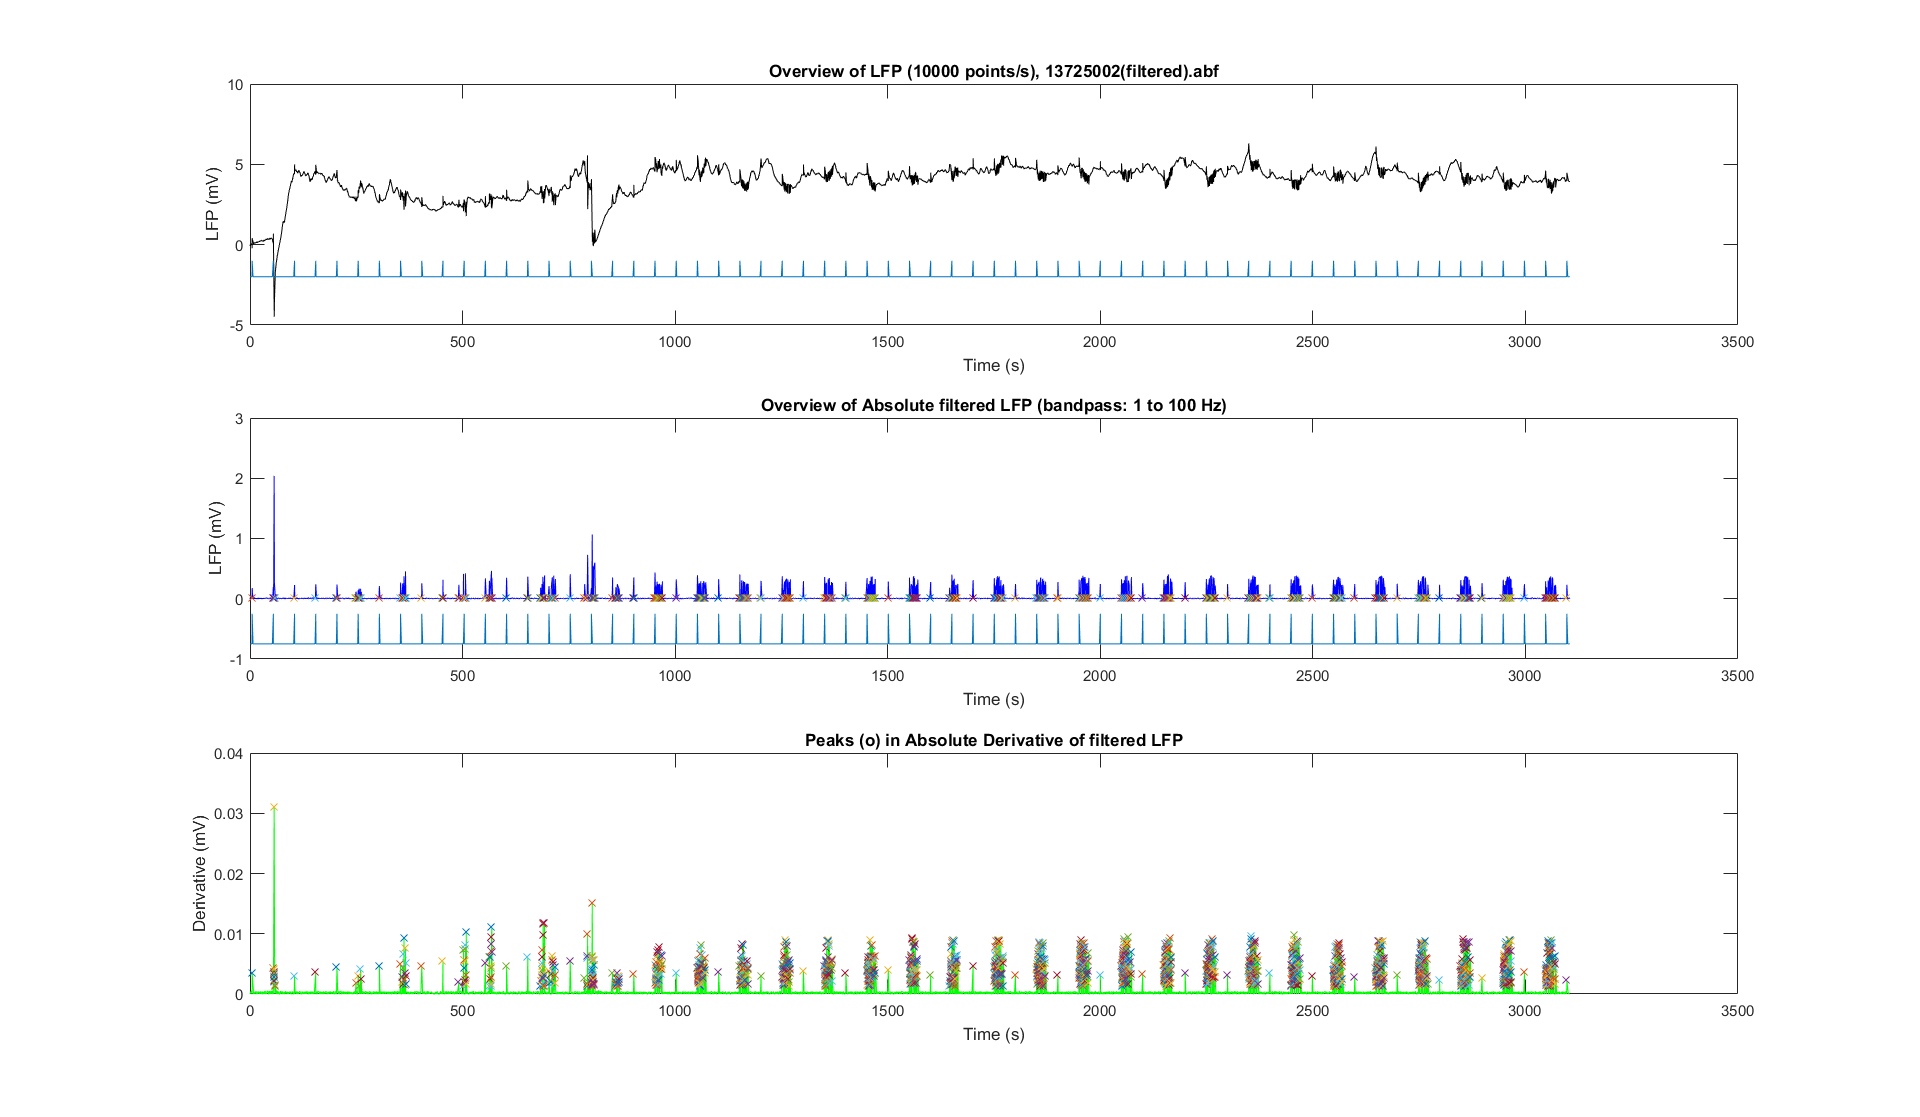 Overview of LFP (10000 points/s), 13725002(filtered).abf
10
5
0
-5
LFP (mV)
0 500 1000 1500 2000 2500 3000 3500
Time (s)
Overview of Absolute filtered LFP (bandpass: 1 to 100 Hz)
3
2
1
0
-1
LFP (mV)
0 500 1000 1500 2000 2500 3000 3500
Time (s)
Peaks (o) in Absolute Derivative of filtered LFP
0.04
0.03
0.02
0.01
0
Derivative (mV)
0 500 1000 1500 2000 2500 3000 3500
Time (s)